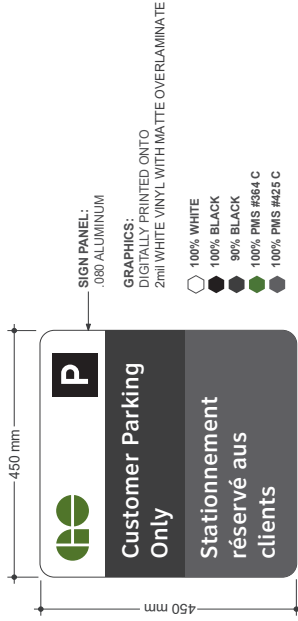 450 mm
450 mm
GO
P
Customer Parking
Only
Stationnement
réservé aus
clients
SIGN PANEL:
.080 ALUMINUM
GRAPHICS:
DIGITALLY PRINTED ONTO
2mil WHITE VINYL WITH MATTE OVERLAMINATE
100% WHITE
100% BLACK
90% BLACK
100% PMS #364 C
100% PMS #425 C